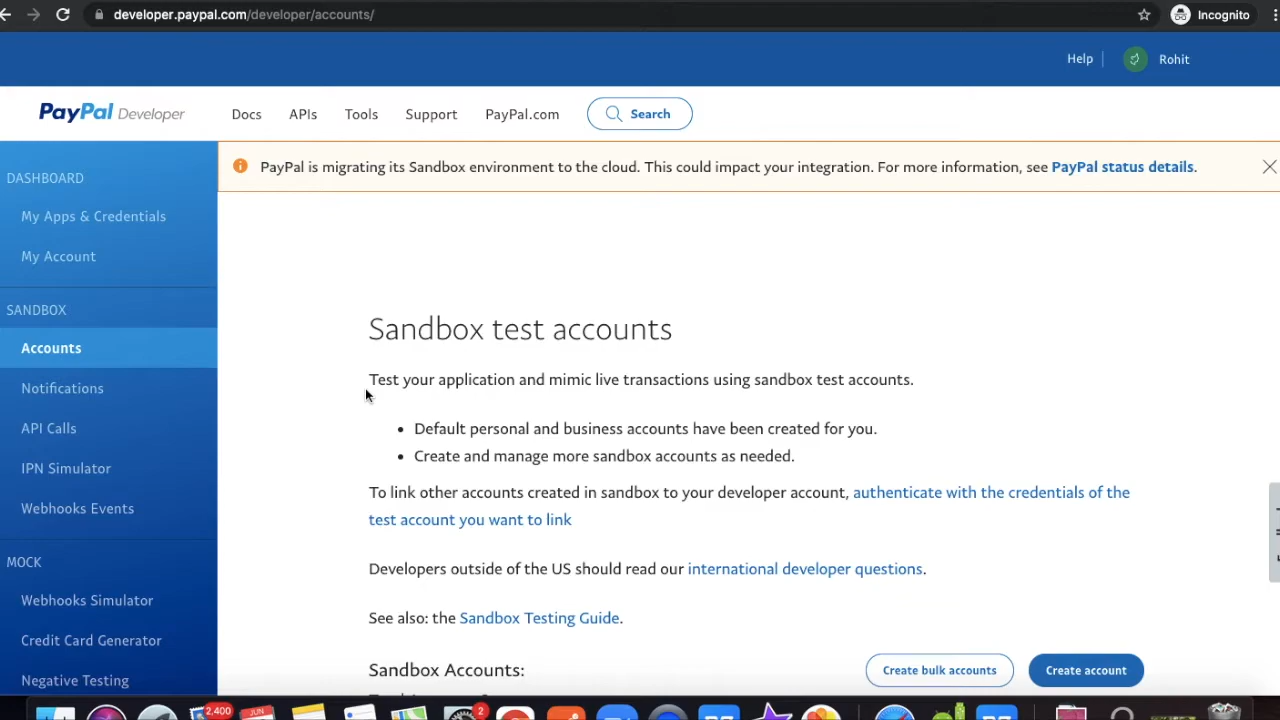 developer.paypal.com/developer/accounts/
Incognito
Help
Rohit
PayPal Developer
Docs
APIs
Tools
Support
PayPal.com
Search
PayPal is migrating its Sandbox environment to the cloud. This could impact your integration. For more information, see PayPal status details.
DASHBOARD
My Apps & Credentials
My Account
SANDBOX
Accounts
Notifications
API Calls
IPN Simulator
Webhooks Events
MOCK
Webhooks Simulator
Credit Card Generator
Negative Testing
Sandbox test accounts
Test your application and mimic live transactions using sandbox test accounts.
• Default personal and business accounts have been created for you.
• Create and manage more sandbox accounts as needed.
To link other accounts created in sandbox to your developer account, authenticate with the credentials of the
test account you want to link
Developers outside of the US should read our international developer questions.
See also: the Sandbox Testing Guide.
Sandbox Accounts:
Create bulk accounts
Create account
2,400
JUN
2